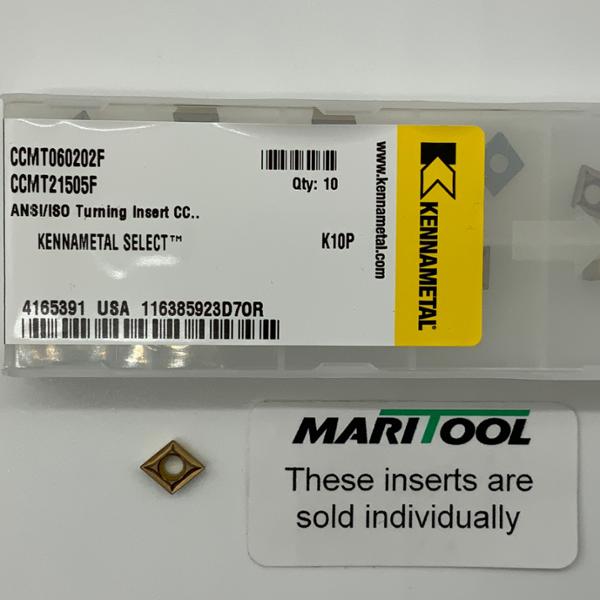 CCMT060202F
CCMT21505F
Qty: 10
ANSI/ISO Turning Insert CC..
KENNAMETAL SELECT™
K10P
4165391 USA 116385923D7OR
www.kennametal.com
KENNAMETAL®
MARITOOL
These inserts are
sold individually